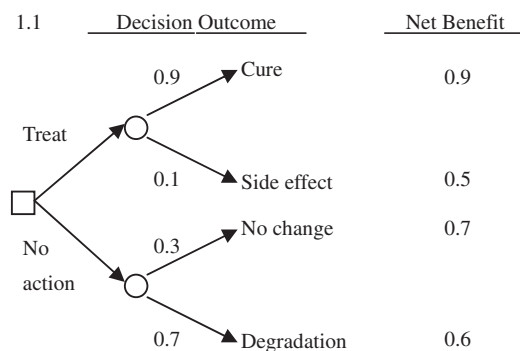 1.1 Decision Outcome Net Benefit
0.9 Cure 0.9
Treat
0.1 Side effect 0.5
No change 0.7
0.3
No
action
0.7 Degradation 0.6